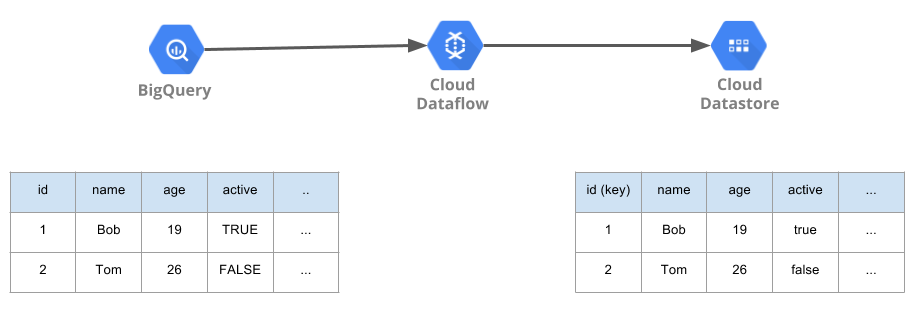 BigQuery
Cloud
Dataflow
Cloud
Datastore
id name age active ..
1 Bob 19 TRUE ...
2 Tom 26 FALSE ...
id (key) name age active ...
1 Bob 19 true ...
2 Tom 26 false ...